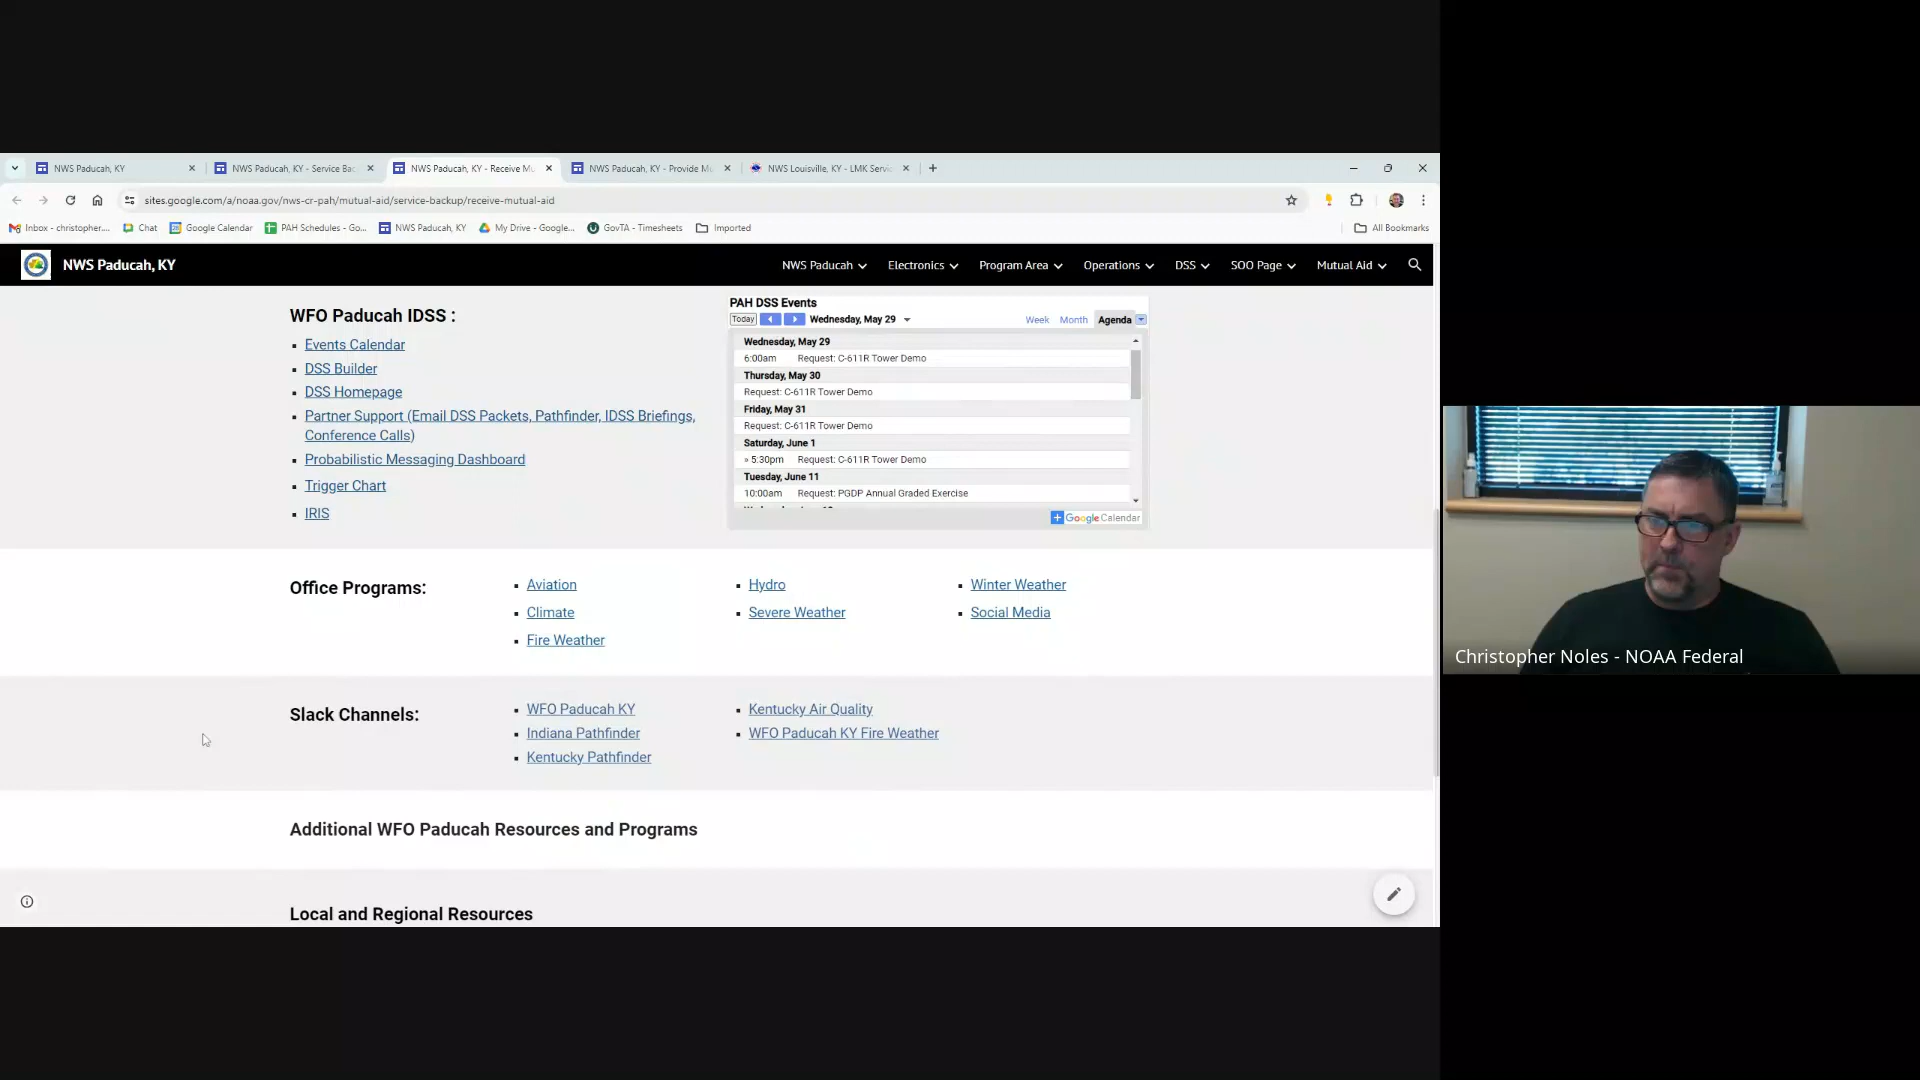 NWS Paducah, KY
NWS Paducah, KY - Service Bac
NWS Paducah, KY - Receive Mu
NWS Paducah, KY - Provide Mu
NWS Louisville, KY - LMK Servic
sites.google.com/a/noaa.gov/nws-cr-pah/mutual-aid/service-backup/receive-mutual-aid
Inbox - christopher....
Chat
Google Calendar
PAH Schedules - Go...
NWS Paducah, KY
My Drive - Google...
GovTA - Timesheets
Imported
All Bookmarks
NWS Paducah, KY
NWS Paducah
Electronics
Program Area
Operations
DSS
SOO Page
Mutual Aid
WFO Paducah IDSS :
Events Calendar
DSS Builder
DSS Homepage
Partner Support (Email DSS Packets, Pathfinder, IDSS Briefings,
Conference Calls)
Probabilistic Messaging Dashboard
Trigger Chart
IRIS
PAH DSS Events
Today Wednesday, May 29 Week Month Agenda
Wednesday, May 29
6:00am Request: C-611R Tower Demo
Thursday, May 30
Request: C-611R Tower Demo
Friday, May 31
Request: C-611R Tower Demo
Saturday, June 1
» 5:30pm Request: C-611R Tower Demo
Tuesday, June 11
10:00am Request: PGDP Annual Graded Exercise
Google Calendar
Office Programs:
Aviation
Climate
Fire Weather
Hydro
Severe Weather
Winter Weather
Social Media
Slack Channels:
WFO Paducah KY
Indiana Pathfinder
Kentucky Pathfinder
Kentucky Air Quality
WFO Paducah KY Fire Weather
Additional WFO Paducah Resources and Programs
Local and Regional Resources
Christopher Noles - NOAA Federal